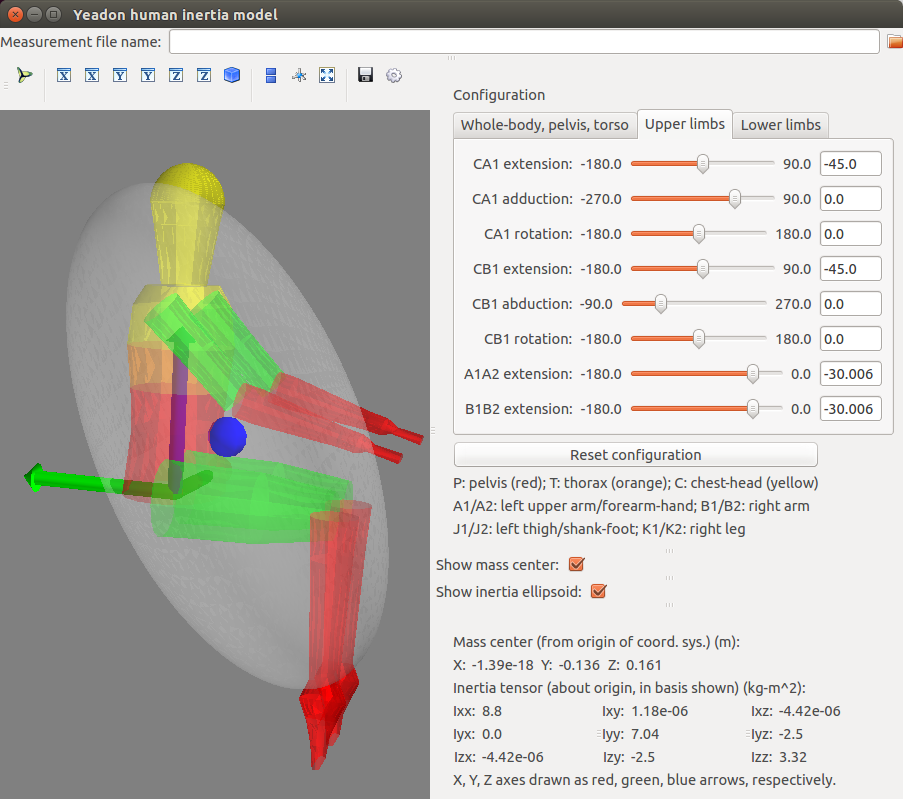 Yeadon human inertia model
Measurement file name:
X X Y Y Z Z
Configuration
Whole-body, pelvis, torso Upper limbs Lower limbs
CA1 extension: -180.0 90.0 -45.0
CA1 adduction: -270.0 90.0 0.0
CA1 rotation: -180.0 180.0 0.0
CB1 extension: -180.0 90.0 -45.0
CB1 abduction: -90.0 270.0 0.0
CB1 rotation: -180.0 180.0 0.0
A1A2 extension: -180.0 0.0 -30.006
B1B2 extension: -180.0 0.0 -30.006
Reset configuration
P: pelvis (red); T: thorax (orange); C: chest-head (yellow)
A1/A2: left upper arm/forearm-hand; B1/B2: right arm
J1/J2: left thigh/shank-foot; K1/K2: right leg
Show mass center:
Show inertia ellipsoid:
Mass center (from origin of coord. sys.) (m):
X: -1.39e-18 Y: -0.136 Z: 0.161
Inertia tensor (about origin, in basis shown) (kg-m^2):
Ixx: 8.8 Ixy: 1.18e-06 Ixz: -4.42e-06
Iyx: 0.0 Iyy: 7.04 Iyz: -2.5
Izx: -4.42e-06 Izy: -2.5 Izz: 3.32
X, Y, Z axes drawn as red, green, blue arrows, respectively.